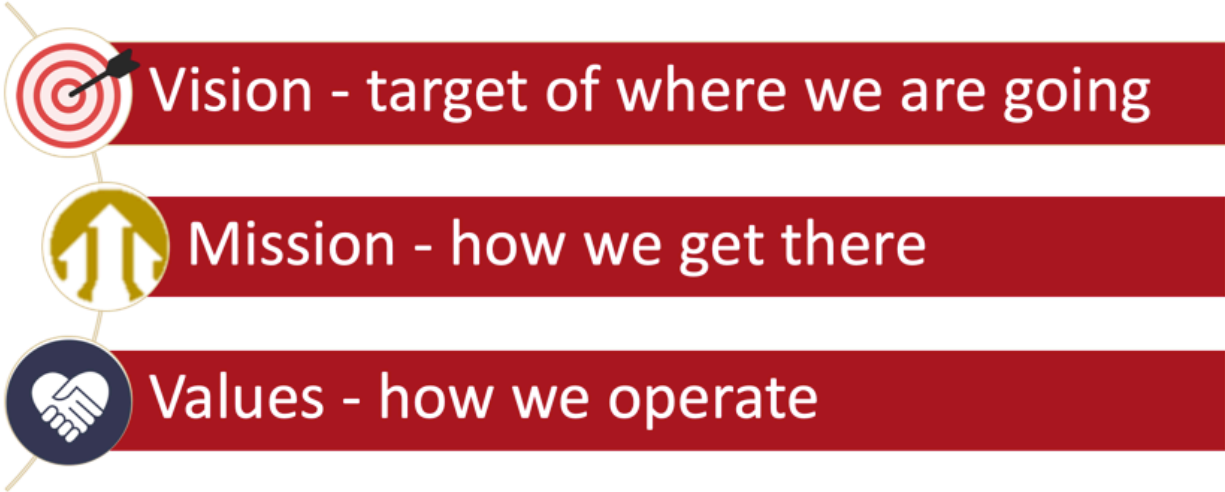 Vision - target of where we are going
Mission - how we get there
Values - how we operate